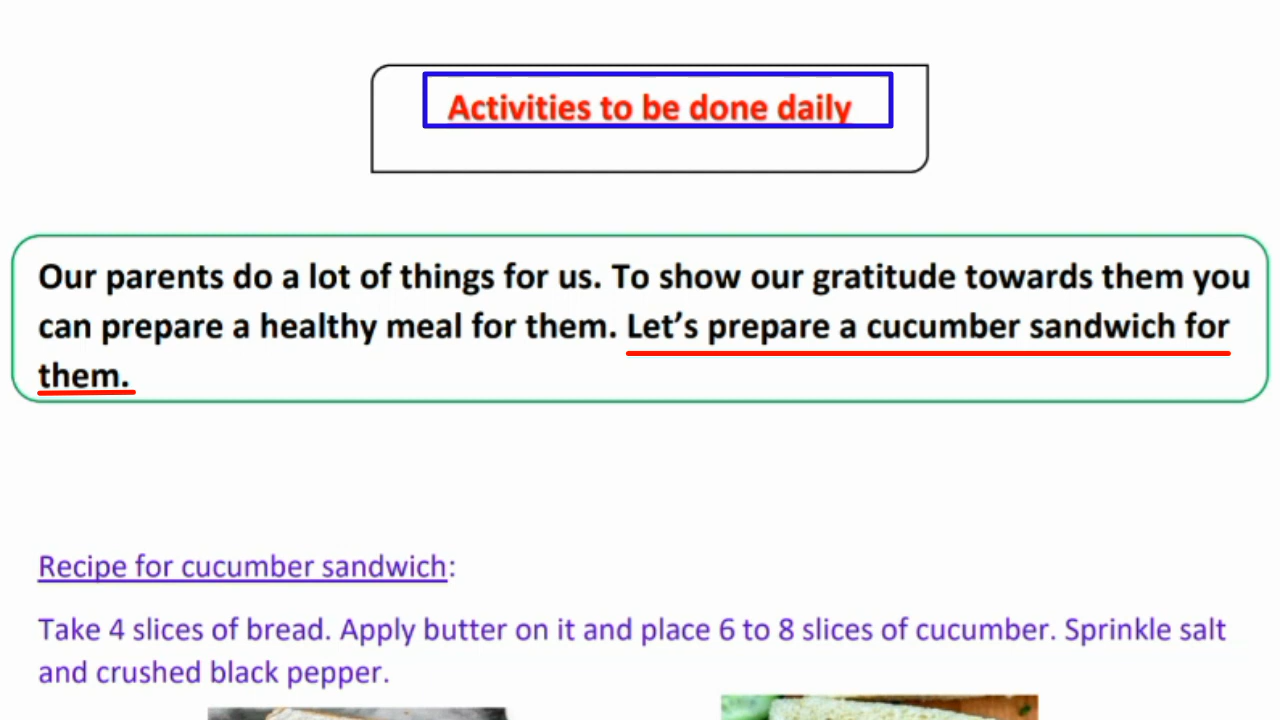 Activities to be done daily
Our parents do a lot of things for us. To show our gratitude towards them you
can prepare a healthy meal for them. Let’s prepare a cucumber sandwich for
them.
Recipe for cucumber sandwich:
Take 4 slices of bread. Apply butter on it and place 6 to 8 slices of cucumber. Sprinkle salt
and crushed black pepper.